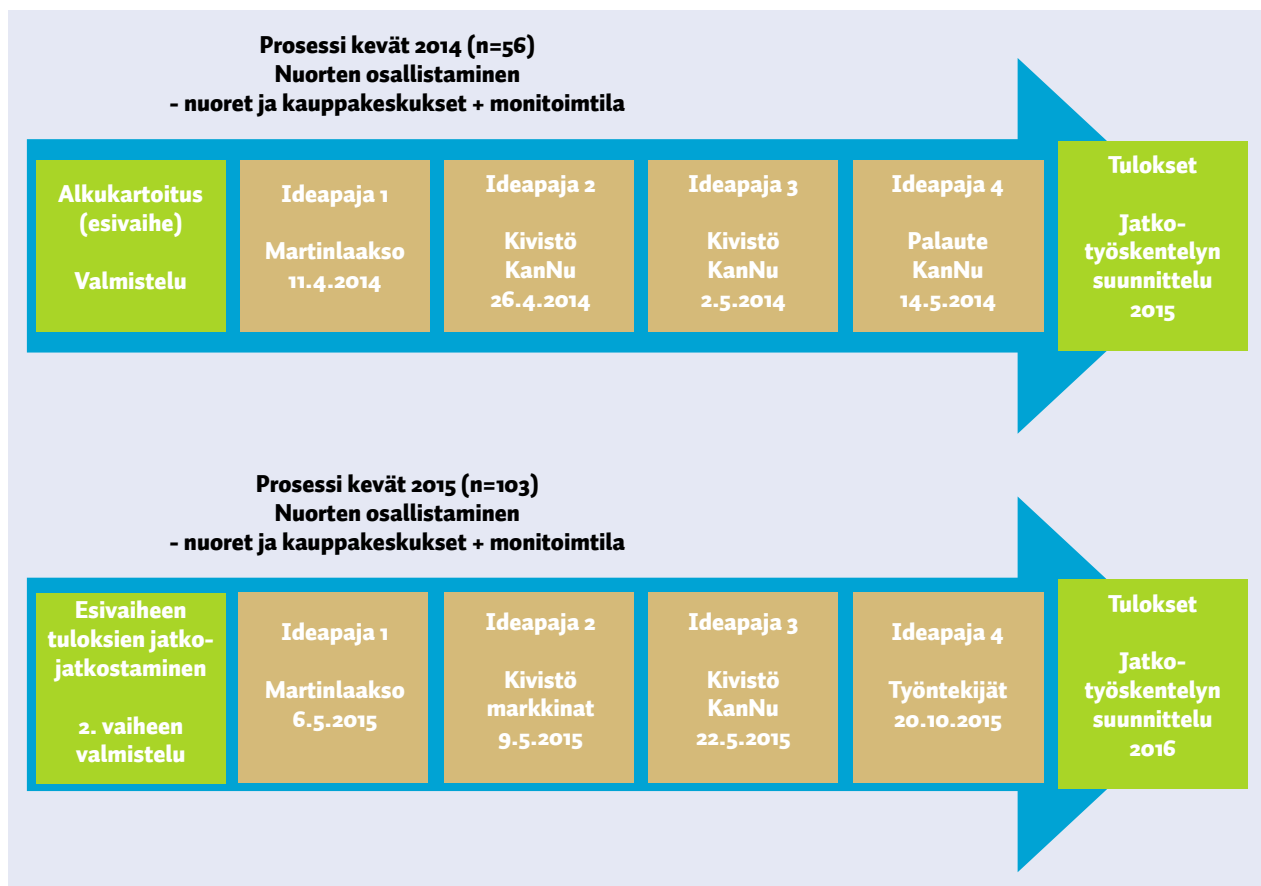 Prosessi kevät 2014 (n=56)
Nuorten osallistaminen
- nuoret ja kauppakeskukset + monitoimtila
Alkukartoitus
(esivaihe)
Valmistelu
Ideapaja 1
Martinlaakso
11.4.2014
Ideapaja 2
Kivistö
KanNu
26.4.2014
Ideapaja 3
Kivistö
KanNu
2.5.2014
Ideapaja 4
Palaute
KanNu
14.5.2014
Tulokset
Jatko-
työskentelyn
suunnittelu
2015
Prosessi kevät 2015 (n=103)
Nuorten osallistaminen
- nuoret ja kauppakeskukset + monitoimtila
Esivaiheen
tuloksien jatko-
jatkostaminen
2. vaiheen
valmistelu
Ideapaja 1
Martinlaakso
6.5.2015
Ideapaja 2
Kivistö
markkinat
9.5.2015
Ideapaja 3
Kivistö
KanNu
22.5.2015
Ideapaja 4
Työntekijät
20.10.2015
Tulokset
Jatko-
työskentelyn
suunnittelu
2016